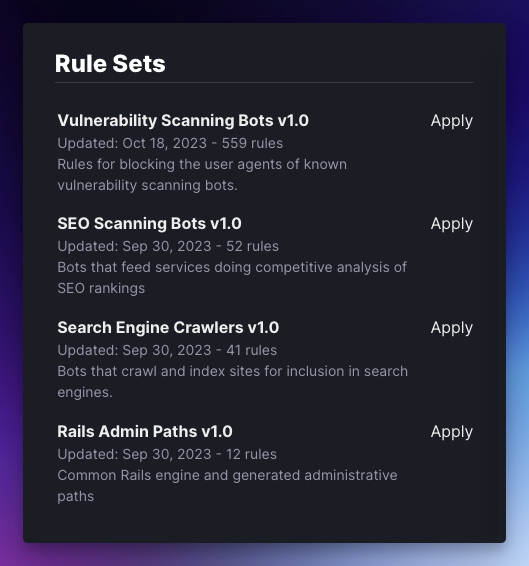 Rule Sets
Vulnerability Scanning Bots v1.0
Apply
Updated: Oct 18, 2023 - 559 rules
Rules for blocking the user agents of known
vulnerability scanning bots.
SEO Scanning Bots v1.0
Apply
Updated: Sep 30, 2023 - 52 rules
Bots that feed services doing competitive analysis of
SEO rankings
Search Engine Crawlers v1.0
Apply
Updated: Sep 30, 2023 - 41 rules
Bots that crawl and index sites for inclusion in search
engines.
Rails Admin Paths v1.0
Apply
Updated: Sep 30, 2023 - 12 rules
Common Rails engine and generated administrative
paths